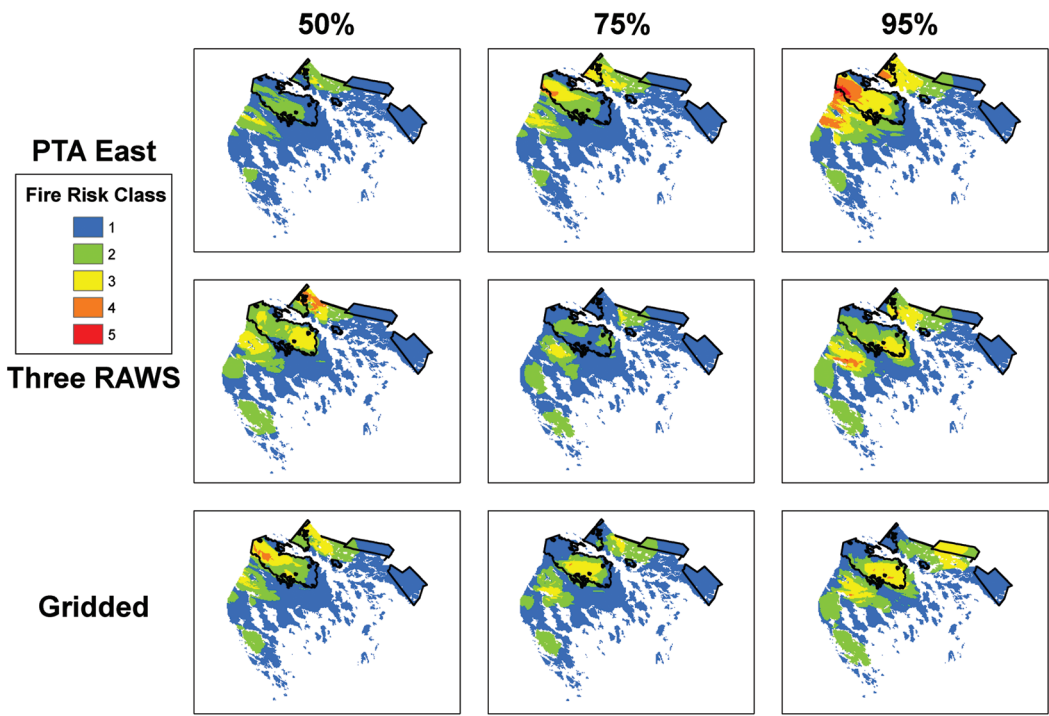 50%
75%
95%
PTA East
Fire Risk Class
1
2
3
4
5
Three RAWS
Gridded